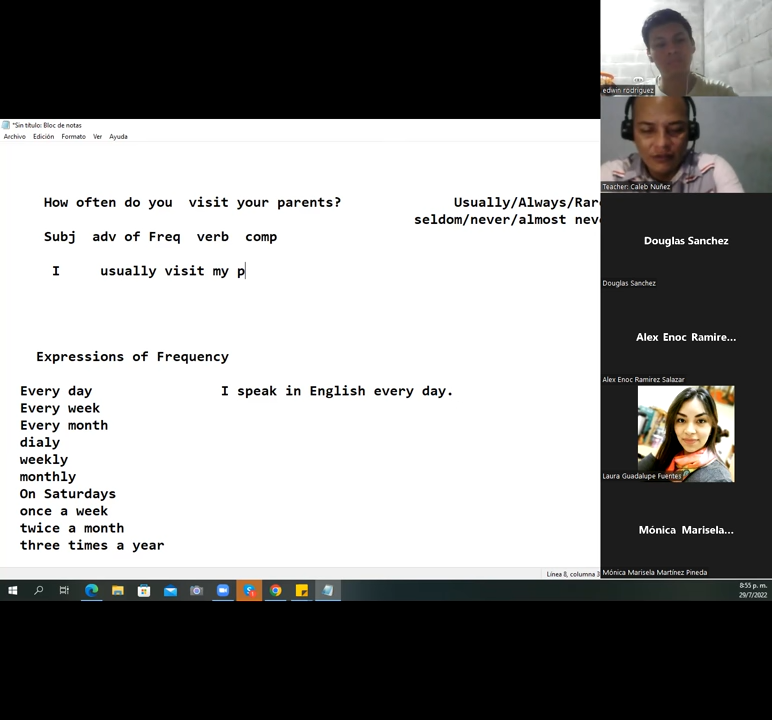 *Sin título: Bloc de notas
Archivo Edición Formato Ver Ayuda
How often do you visit your parents? Usually/Always/Rar
seldom/never/almost nev
Subj adv of Freq verb comp
I usually visit my p
Expressions of Frequency
Every day I speak in English every day.
Every week
Every month
dialy
weekly
monthly
On Saturdays
once a week
twice a month
three times a year
Línea 8, columna 3
8:55 p. m.
29/7/2022
edwin rodriguez
Teacher: Caleb Nuñez
Douglas Sanchez
Douglas Sanchez
Alex Enoc Ramire...
Alex Enoc Ramirez Salazar
Laura Guadalupe Fuentes
Mónica Marisela...
Mónica Marisela Martínez Pineda